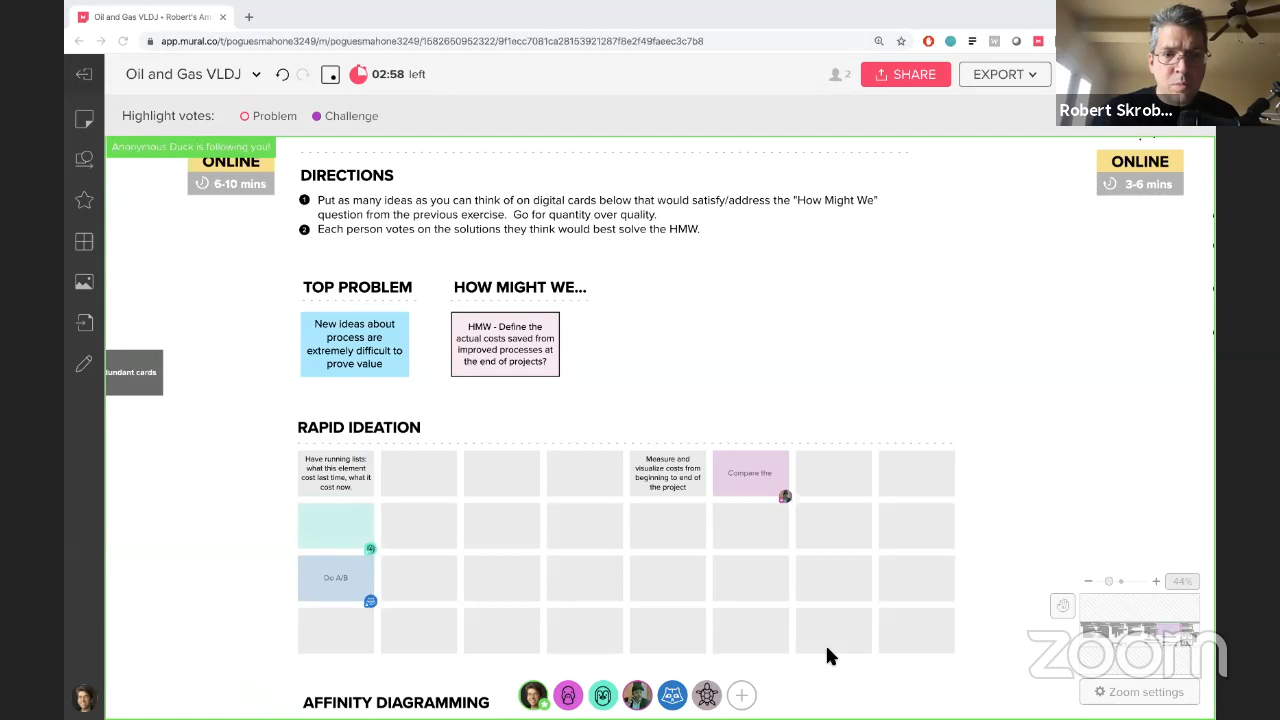 Oil and Gas VLDJ • Robert's Am
app.mural.co/t/poguesmahone3249/m/poguesmahone3249/1582650952322/9f1ecc7081ca28153921287f8e2f49faeec3c7b8
Oil and Gas VLDJ
02:58 left
2
SHARE
EXPORT
Robert Skrob...
Highlight votes:
Problem
Challenge
Anonymous Duck is following you!
ONLINE
6-10 mins
ONLINE
3-6 mins
DIRECTIONS
1 Put as many ideas as you can think of on digital cards below that would satisfy/address the "How Might We"
question from the previous exercise. Go for quantity over quality.
2 Each person votes on the solutions they think would best solve the HMW.
TOP PROBLEM
HOW MIGHT WE...
New ideas about
process are
extremely difficult to
prove value
HMW - Define the
actual costs saved from
improved processes at
the end of projects?
dundant cards
RAPID IDEATION
Have running lists:
what this element
cost last time, what it
cost now,
Measure and
visualize costs from
beginning to end of
the project
Compare the
Do A/B
44%
zoom
Zoom settings
AFFINITY DIAGRAMMING